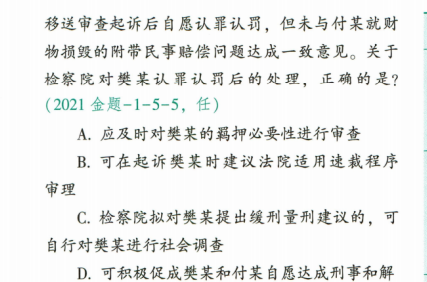 移送审查起诉后自愿认罪认罚，但未与付某就财
物损毁的附带民事赔偿问题达成一致意见。关于
检察院对樊某认罪认罚后的处理，正确的是？
(2021 金题-1-5-5，任)
A. 应及时对樊某的羁押必要性进行审查
B. 可在起诉樊某时建议法院适用速裁程序
审理
C. 检察院拟对樊某提出缓刑量刑建议的，可
自行对樊某进行社会调查
D. 可积极促成樊某和付某自愿达成刑事和解